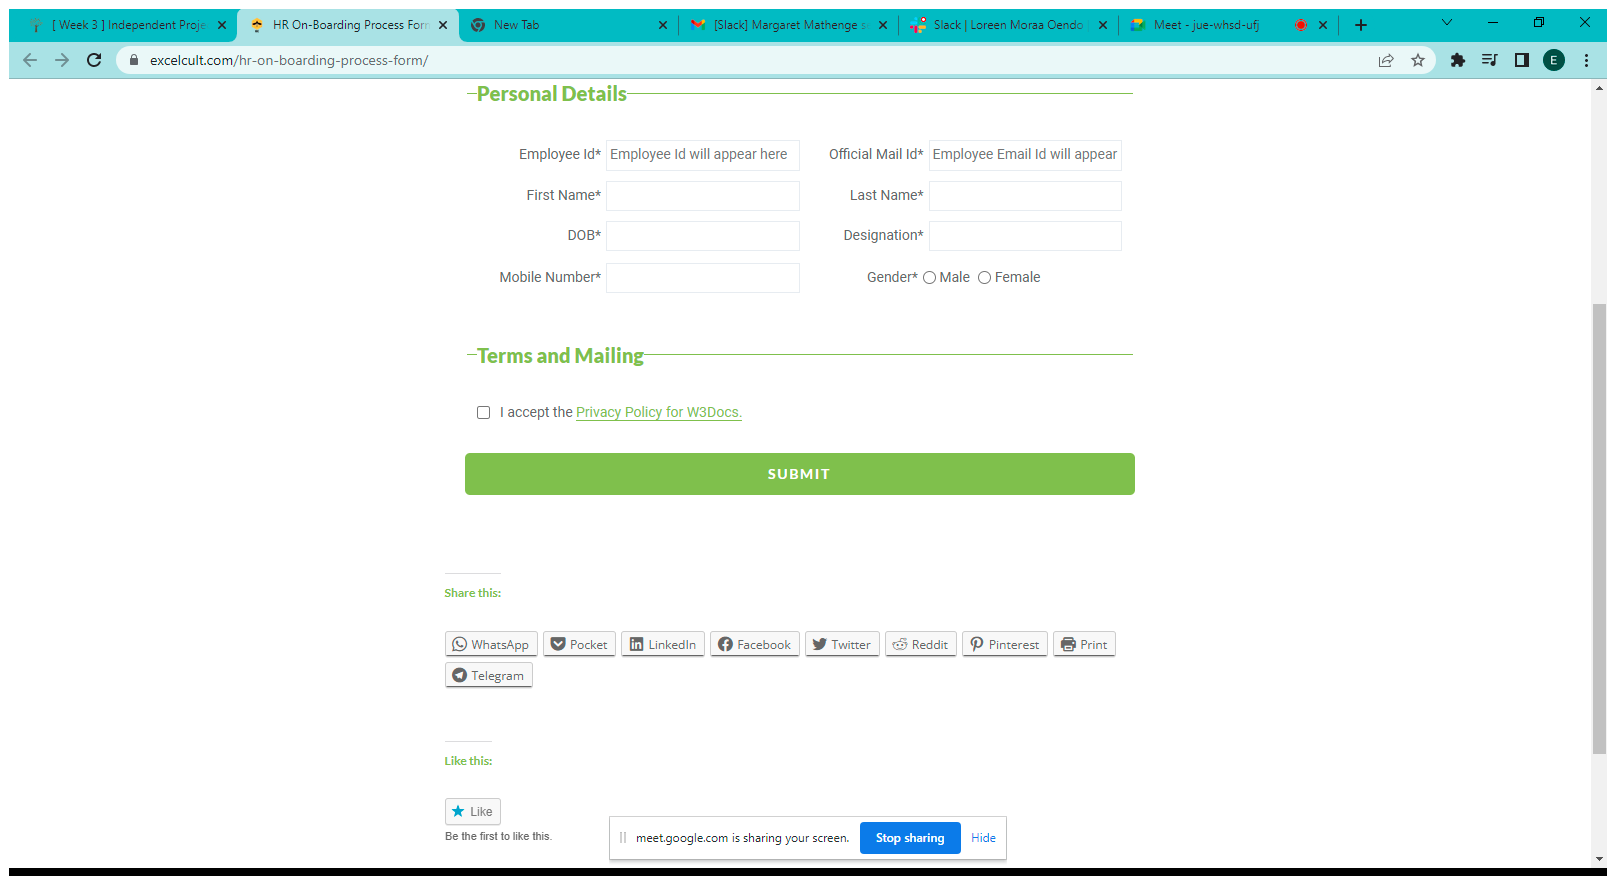 [ Week 3 ] Independent Proje
HR On-Boarding Process Form
New Tab
[Slack] Margaret Mathenge se
Slack | Loreen Moraa Oendo |
Meet - jue-whsd-ufj
excelcult.com/hr-on-boarding-process-form/
E
Personal Details
Employee Id* Employee Id will appear here Official Mail Id* Employee Email Id will appear
First Name* Last Name*
DOB* Designation*
Mobile Number* Gender* Male Female
Terms and Mailing
I accept the Privacy Policy for W3Docs.
SUBMIT
Share this:
WhatsApp Pocket LinkedIn Facebook Twitter Reddit Pinterest Print
Telegram
Like this:
Like
Be the first to like this.
meet.google.com is sharing your screen. Stop sharing Hide